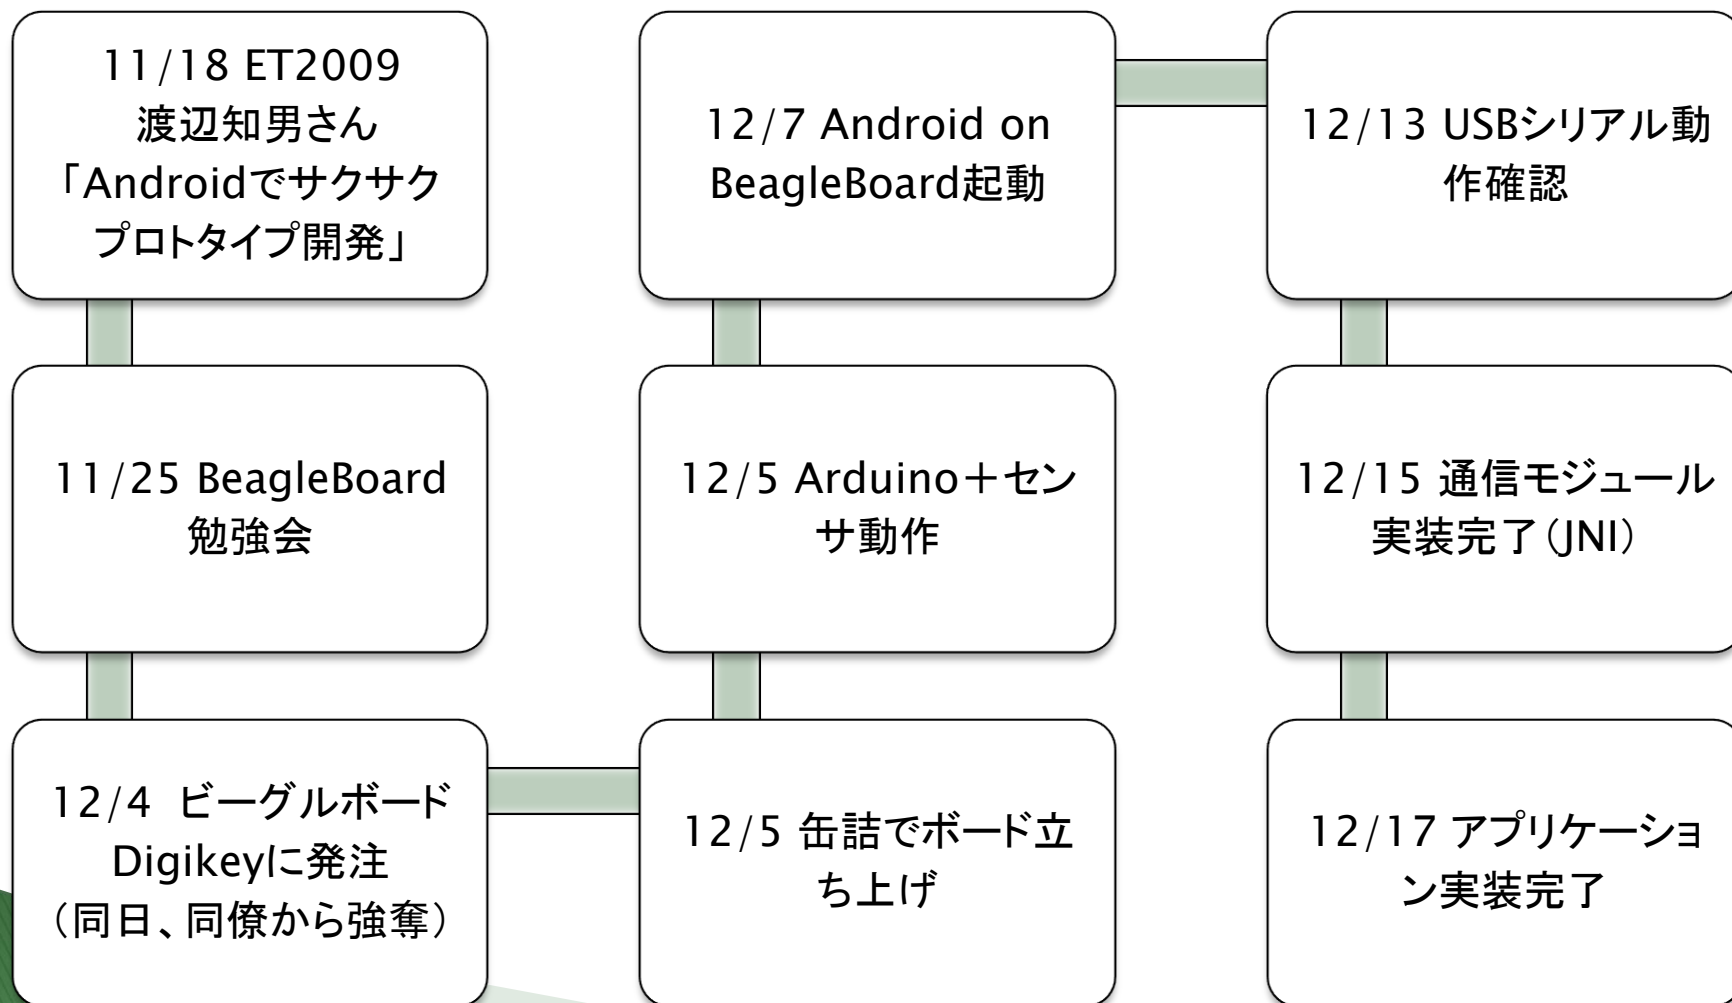 11/18 ET2009
渡辺知男さん
「Androidでサクサク
プロトタイプ開発」
11/25 BeagleBoard
勉強会
12/4 ビーグルボード
Digikeyに発注
（同日、同僚から強奪）
12/5 缶詰でボード立
ち上げ
12/5 Arduino＋セン
サ動作
12/7 Android on
BeagleBoard起動
12/13 USBシリアル動
作確認
12/15 通信モジュール
実装完了（JNI）
12/17 アプリケーショ
ン実装完了